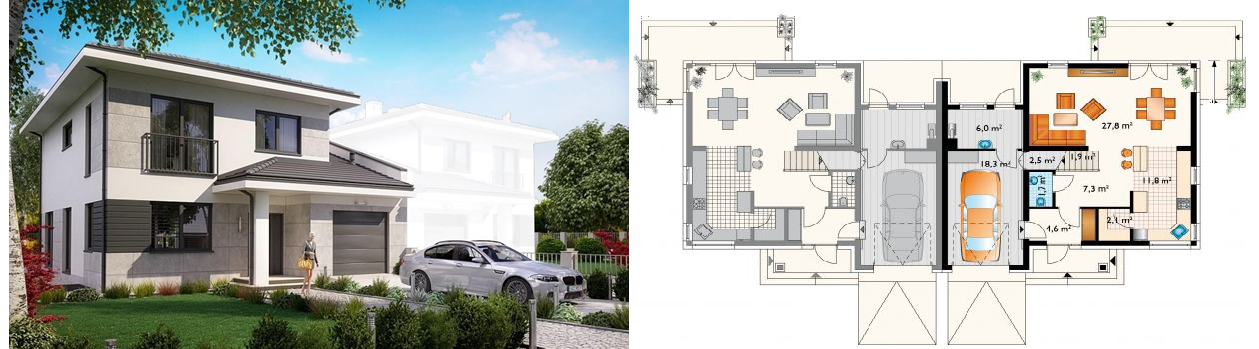 6,0 m²
27,8 m²
18,3 m²
2,5 m²
1,9 m²
1,7 m²
11,8 m²
7,3 m²
2,1 m²
4,6 m²